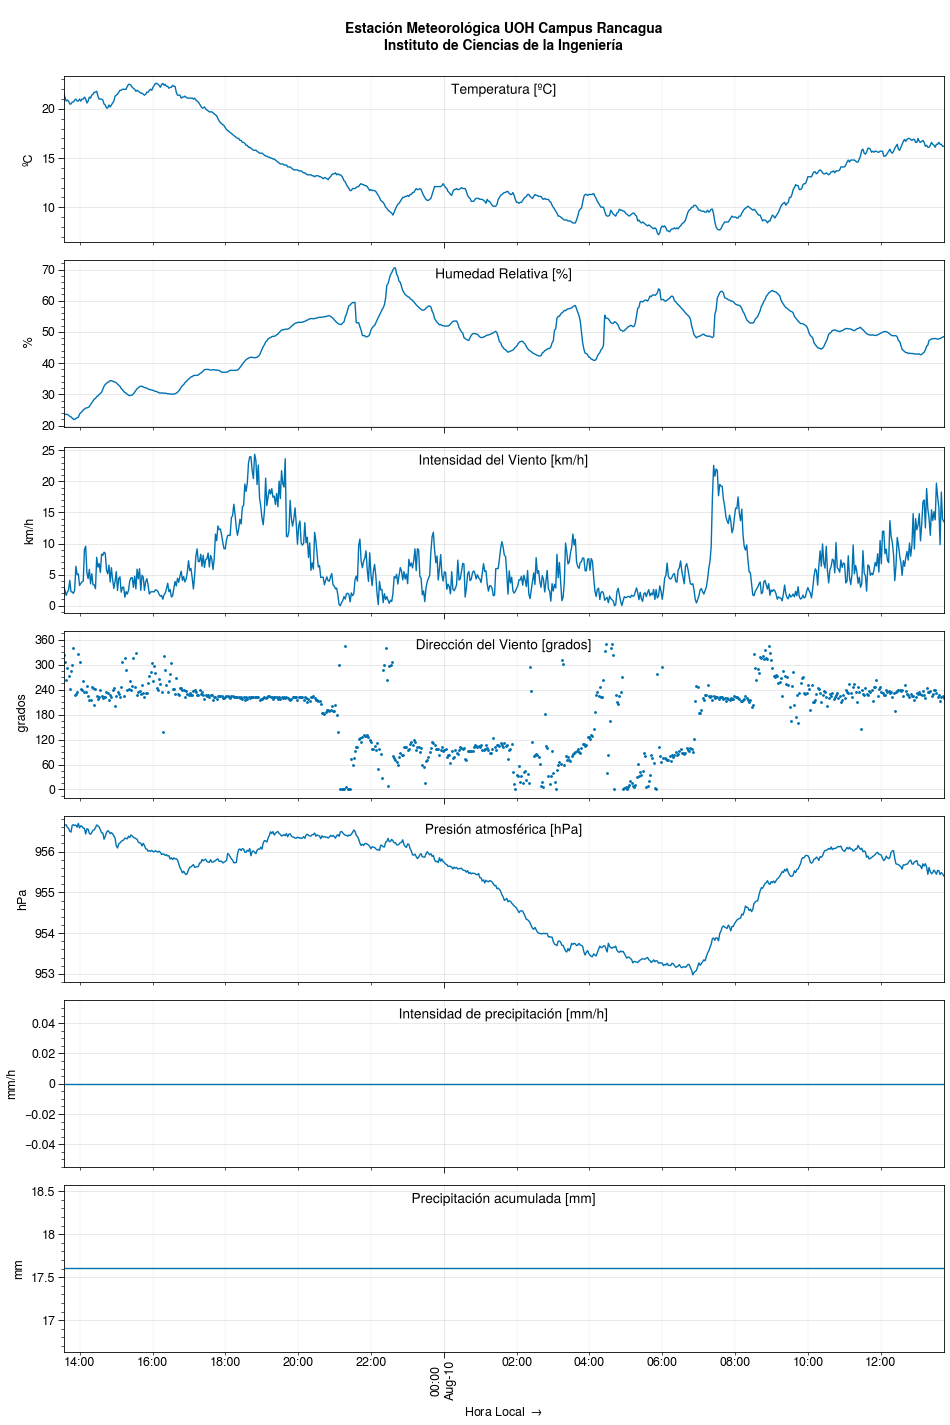 Estación Meteorológica UOH Campus Rancagua
Instituto de Ciencias de la Ingeniería
Temperatura [ºC]
ºC
20
15
10
Humedad Relativa [%]
%
70
60
50
40
30
20
Intensidad del Viento [km/h]
km/h
25
20
15
10
5
0
Dirección del Viento [grados]
grados
360
300
240
180
120
60
0
Presión atmosférica [hPa]
hPa
956
955
954
953
Intensidad de precipitación [mm/h]
mm/h
0.04
0.02
0
−0.02
−0.04
Precipitación acumulada [mm]
mm
18.5
18
17.5
17
14:00 16:00 18:00 20:00 22:00 00:00 02:00 04:00 06:00 08:00 10:00 12:00
Aug-10
Hora Local →